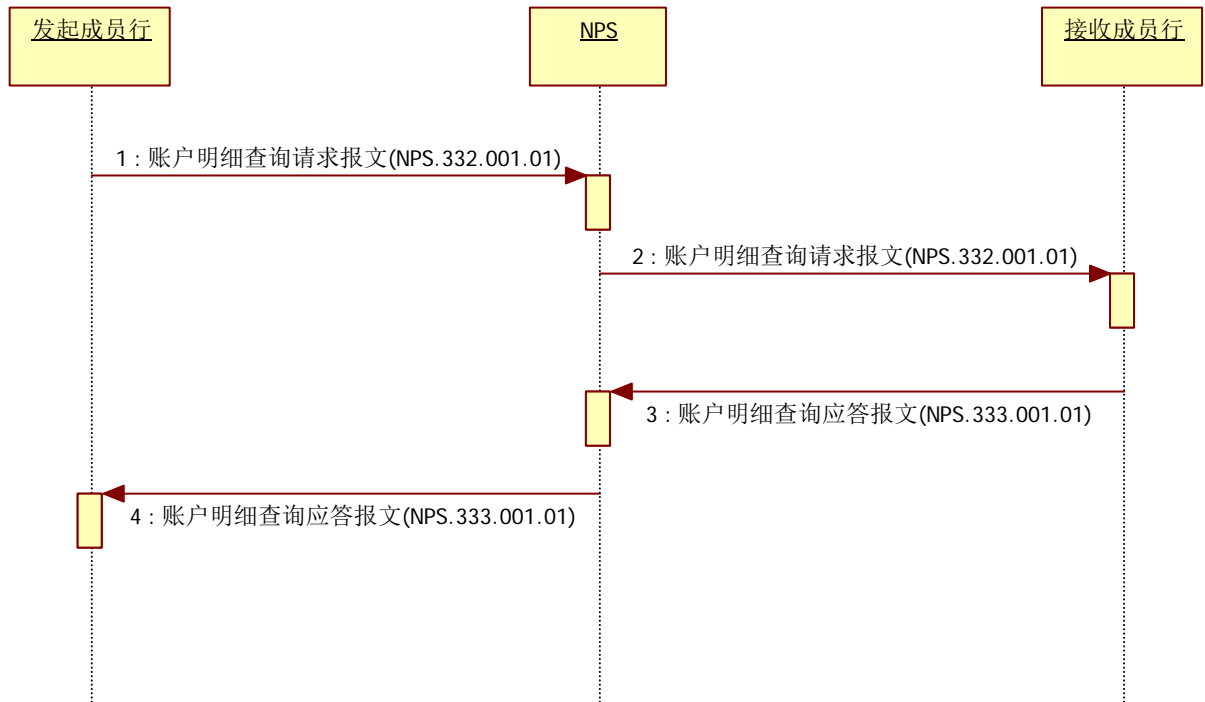 发起成员行
NPS
接收成员行
1 : 账户明细查询请求报文(NPS.332.001.01)
2 : 账户明细查询请求报文(NPS.332.001.01)
3 : 账户明细查询应答报文(NPS.333.001.01)
4 : 账户明细查询应答报文(NPS.333.001.01)